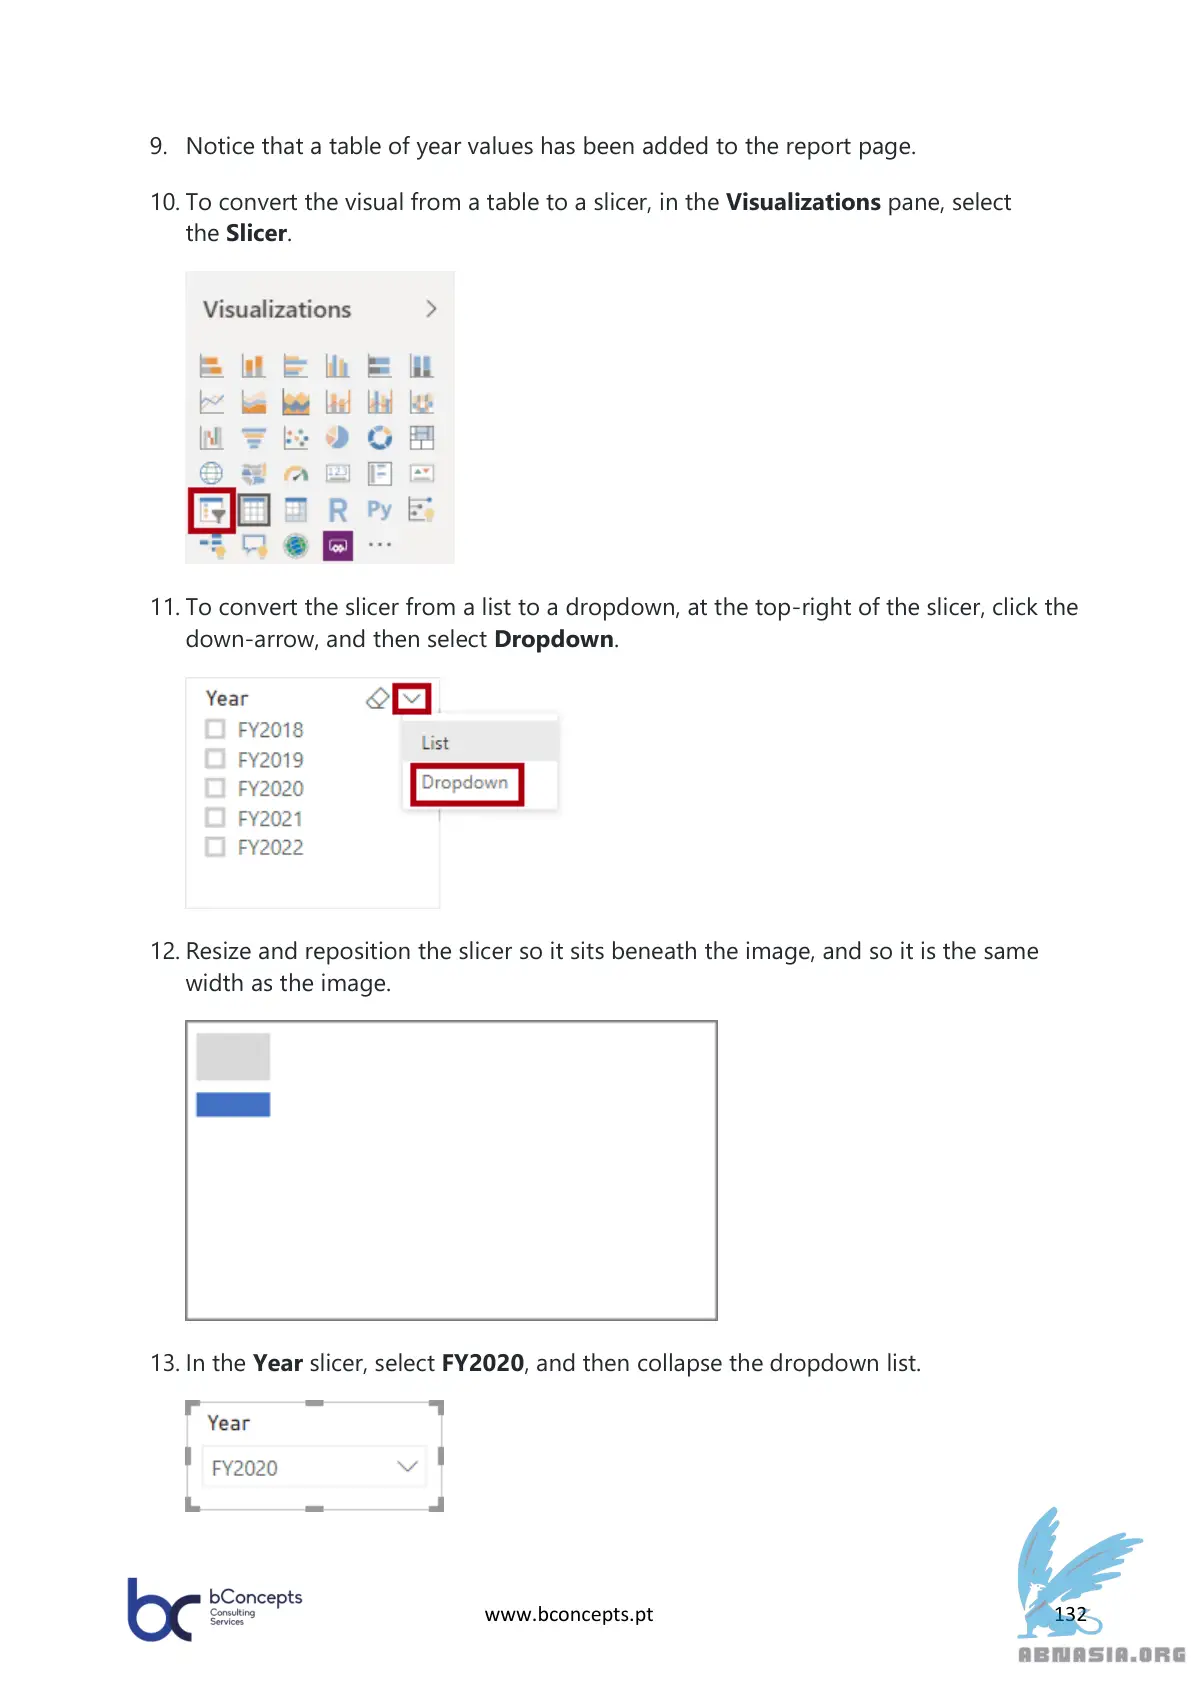 9. Notice that a table of year values has been added to the report page.
10. To convert the visual from a table to a slicer, in the Visualizations pane, select
the Slicer.
Visualizations
123
R
Py
11. To convert the slicer from a list to a dropdown, at the top-right of the slicer, click the
down-arrow, and then select Dropdown.
Year
FY2018
List
FY2019
Dropdown
FY2020
FY2021
FY2022
12. Resize and reposition the slicer so it sits beneath the image, and so it is the same
width as the image.
13. In the Year slicer, select FY2020, and then collapse the dropdown list.
Year
FY2020
bc bConcepts
Consulting
Services
www.bconcepts.pt
132
ABNASIA.ORG